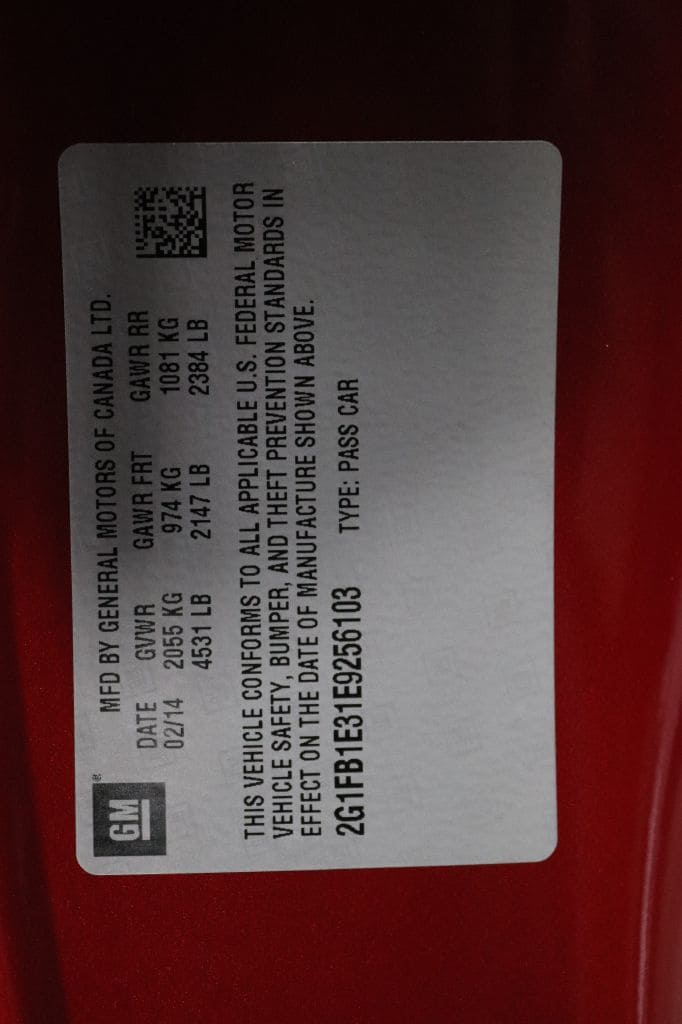 GM®
MFD BY GENERAL MOTORS OF CANADA LTD.
DATE GVWR GAWR FRT GAWR RR
02/14 2055 KG 974 KG 1081 KG
4531 LB 2147 LB 2384 LB
THIS VEHICLE CONFORMS TO ALL APPLICABLE U.S. FEDERAL MOTOR
VEHICLE SAFETY, BUMPER, AND THEFT PREVENTION STANDARDS IN
EFFECT ON THE DATE OF MANUFACTURE SHOWN ABOVE.
2G1FB1E31E9256103 TYPE: PASS CAR